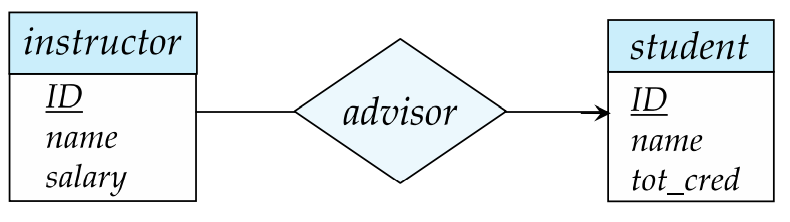 instructor
ID
name
salary
advisor
student
ID
name
tot_cred